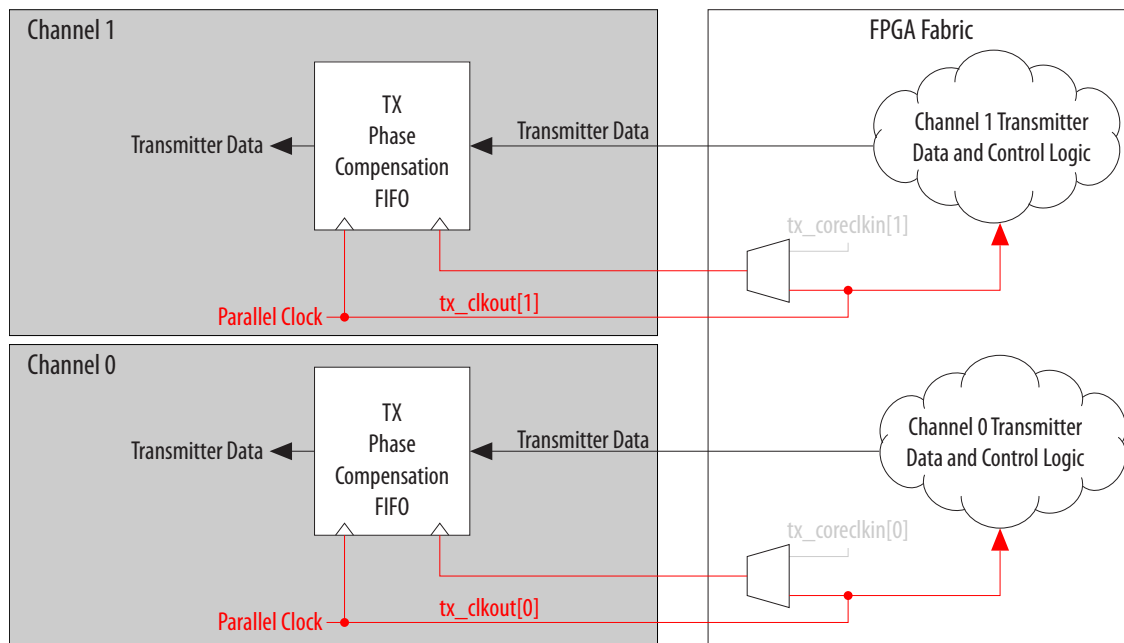 Channel 1
FPGA Fabric
TX
Phase
Compensation
FIFO
Transmitter Data
Transmitter Data
Channel 1 Transmitter
Data and Control Logic
tx_coreclkin[1]
tx_clkout[1]
Parallel Clock
Channel 0
TX
Phase
Compensation
FIFO
Transmitter Data
Transmitter Data
Channel 0 Transmitter
Data and Control Logic
tx_coreclkin[0]
tx_clkout[0]
Parallel Clock